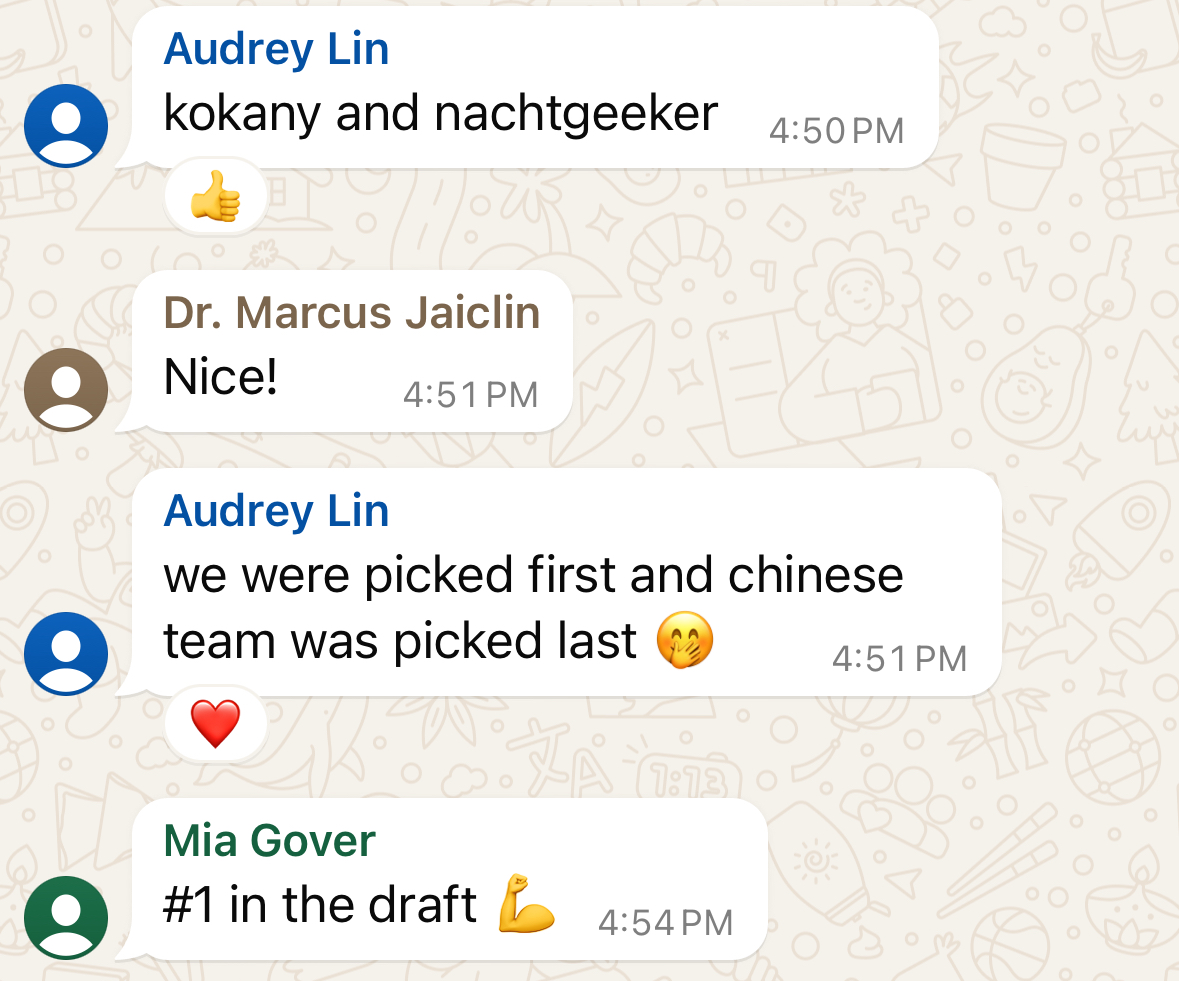 Audrey Lin
kokany and nachtgeeker
4:50 PM
👍
Dr. Marcus Jaiclin
Nice!
4:51 PM
Audrey Lin
we were picked first and chinese
team was picked last 🤭
4:51 PM
❤️
Mia Gover
#1 in the draft 💪
4:54 PM